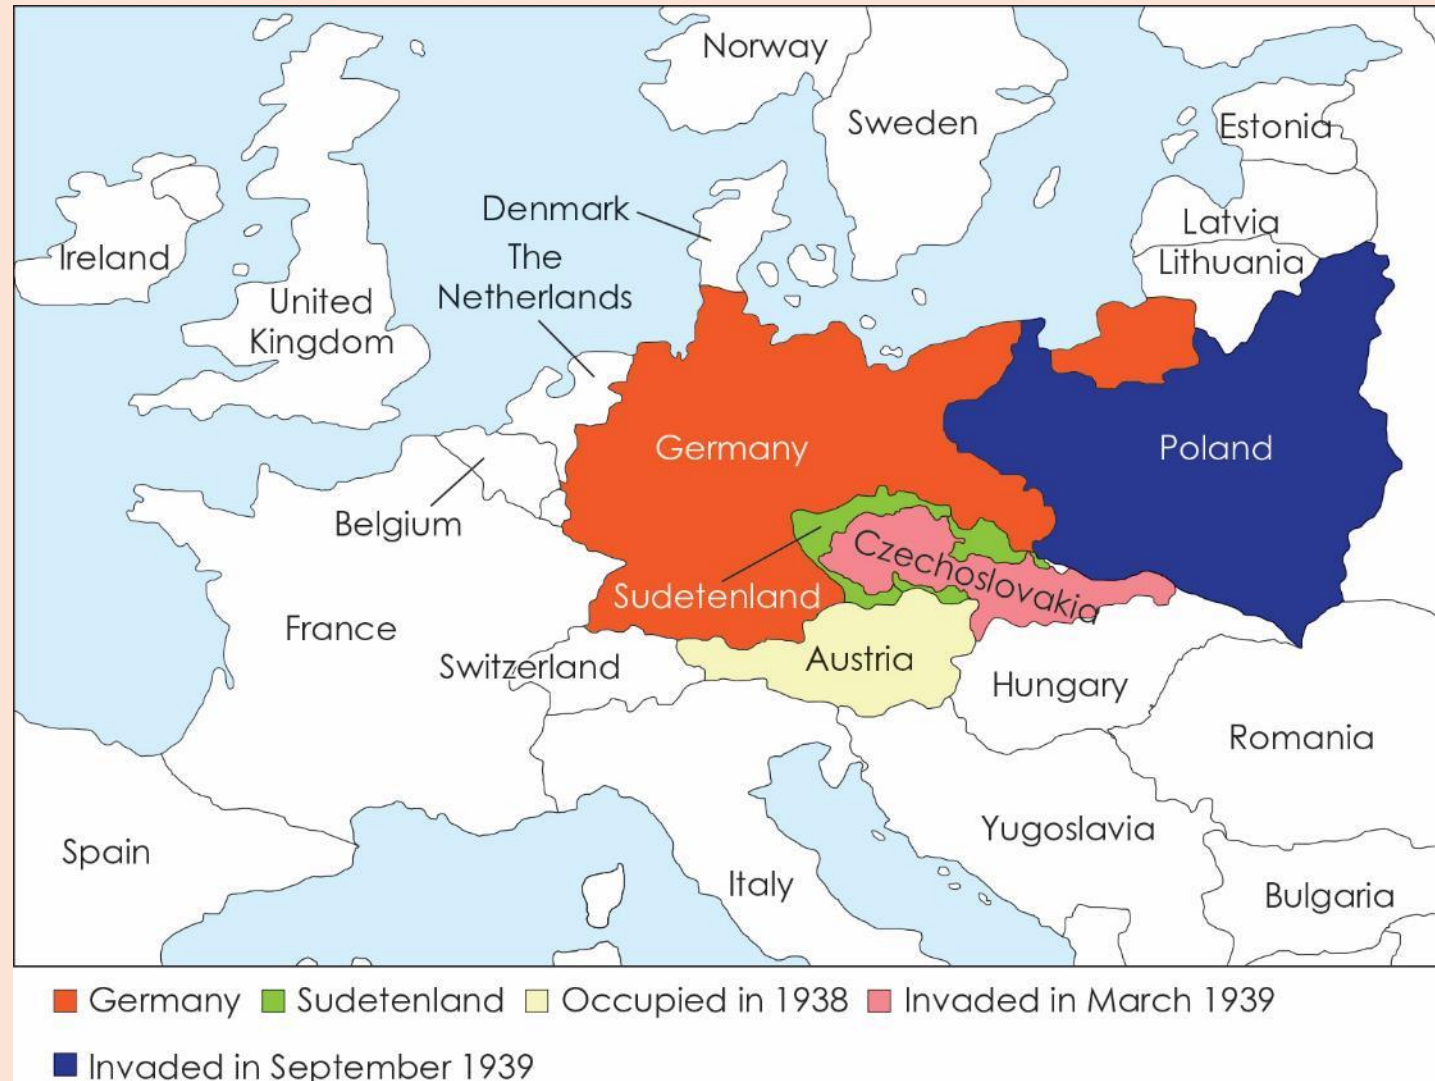 Norway
Sweden
Estonia
Denmark
Latvia
Ireland
The
Netherlands
Lithuania
United
Kingdom
Germany
Poland
Belgium
Czechoslovakia
Sudetenland
France
Switzerland
Austria
Hungary
Romania
Yugoslavia
Spain
Italy
Bulgaria
Germany Sudetenland Occupied in 1938 Invaded in March 1939
Invaded in September 1939